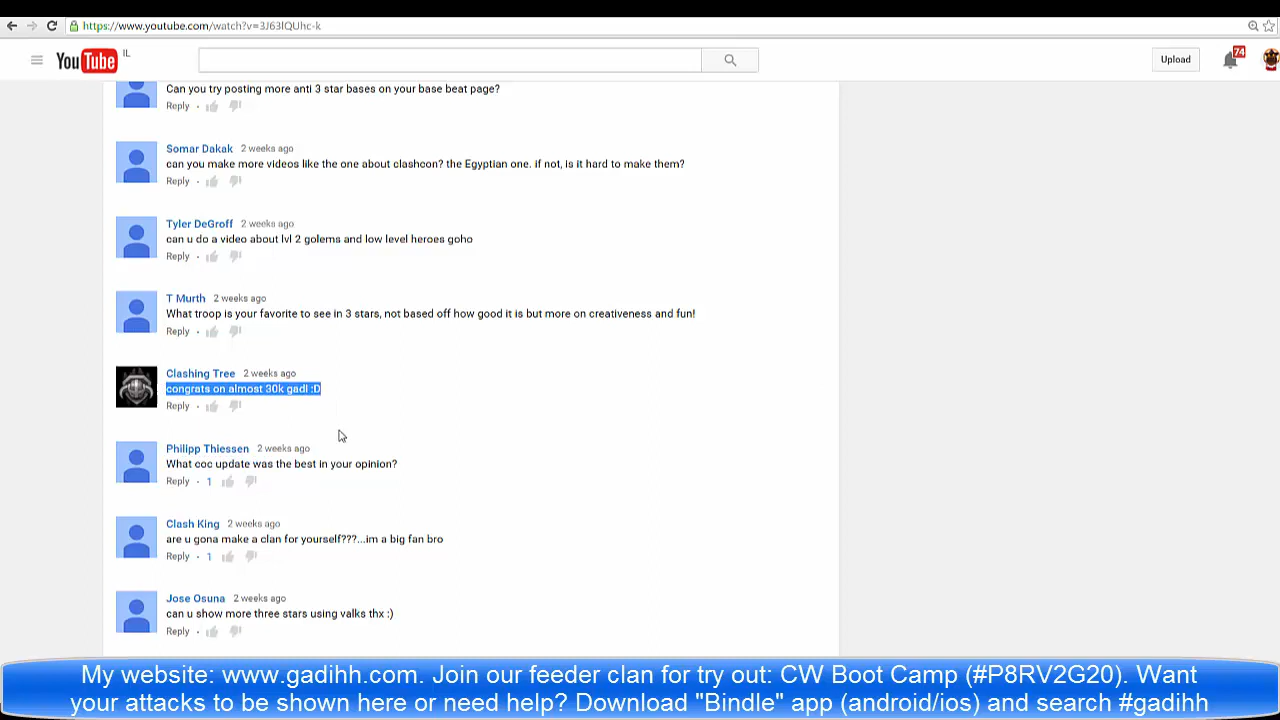 https://www.youtube.com/watch?v=3J63lQUhc-k
YouTube IL
Upload
74
Can you try posting more anti 3 star bases on your base beat page?
Reply
Somar Dakak 2 weeks ago
can you make more videos like the one about clashcon? the Egyptian one. if not, is it hard to make them?
Reply
Tyler DeGroff 2 weeks ago
can u do a video about lvl 2 golems and low level heroes goho
Reply
T Murth 2 weeks ago
What troop is your favorite to see in 3 stars, not based off how good it is but more on creativeness and fun!
Reply
Clashing Tree 2 weeks ago
congrats on almost 30k gadi :D
Reply
Philipp Thiessen 2 weeks ago
What coc update was the best in your opinion?
Reply · 1
Clash King 2 weeks ago
are u gona make a clan for yourself???...im a big fan bro
Reply · 1
Jose Osuna 2 weeks ago
can u show more three stars using valks thx :)
Reply
My website: www.gadihh.com. Join our feeder clan for try out: CW Boot Camp (#P8RV2G20). Want
your attacks to be shown here or need help? Download "Bindle" app (android/ios) and search #gadihh